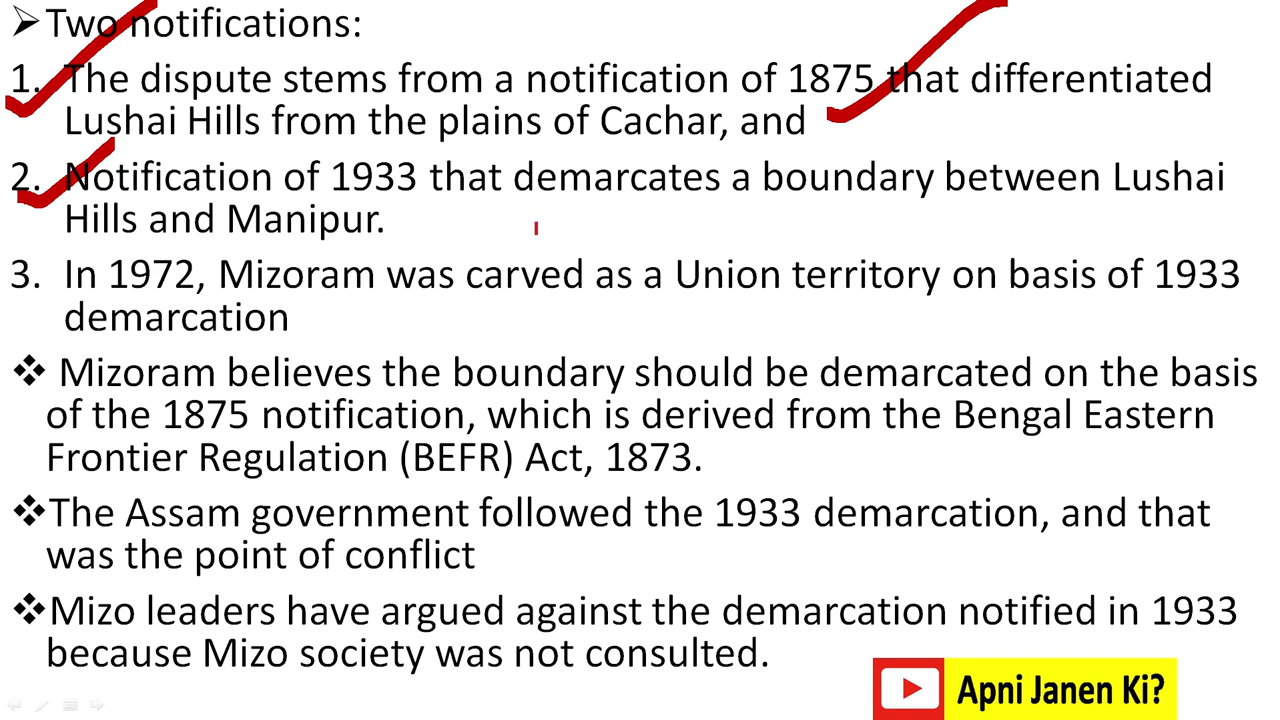 Two notifications:
1. The dispute stems from a notification of 1875 that differentiated
Lushai Hills from the plains of Cachar, and
2. Notification of 1933 that demarcates a boundary between Lushai
Hills and Manipur.
3. In 1972, Mizoram was carved as a Union territory on basis of 1933
demarcation
Mizoram believes the boundary should be demarcated on the basis
of the 1875 notification, which is derived from the Bengal Eastern
Frontier Regulation (BEFR) Act, 1873.
The Assam government followed the 1933 demarcation, and that
was the point of conflict
Mizo leaders have argued against the demarcation notified in 1933
because Mizo society was not consulted.
Apni Janen Ki?